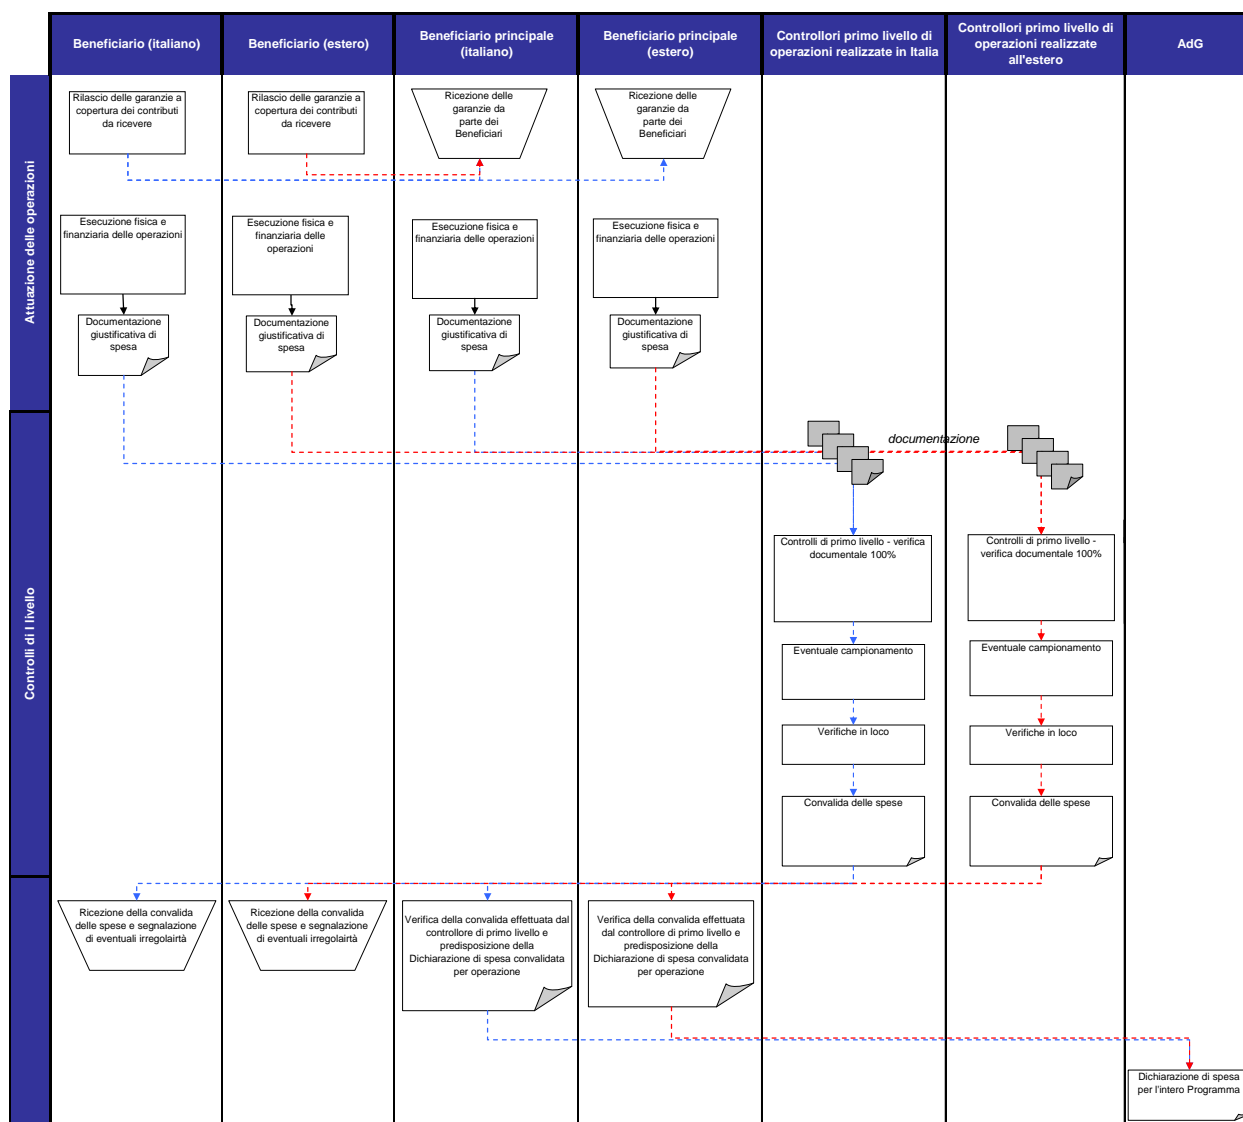 Beneficiario (italiano)
Beneficiario (estero)
Beneficiario principale
(italiano)
Beneficiario principale
(estero)
Controllori primo livello di
operazioni realizzate in Italia
Controllori primo livello di
operazioni realizzate
all'estero
AdG
Attuazione delle operazioni
Rilascio delle garanzie a
copertura dei contributi
da ricevere
Rilascio delle garanzie a
copertura dei contributi
da ricevere
Ricezione delle
garanzie da
parte dei
Beneficiari
Ricezione delle
garanzie da
parte dei
Beneficiari
Esecuzione fisica e
finanziaria delle operazioni
Esecuzione fisica e
finanziaria delle
operazioni
Esecuzione fisica e
finanziaria delle operazioni
Esecuzione fisica e
finanziaria delle operazioni
Documentazione
giustificativa di
spesa
Documentazione
giustificativa di
spesa
Documentazione
giustificativa di
spesa
Documentazione
giustificativa di
spesa
Controlli di I livello
documentazione
Controlli di primo livello - verifica
documentale 100%
Controlli di primo livello -
verifica documentale 100%
Eventuale campionamento
Eventuale campionamento
Verifiche in loco
Verifiche in loco
Convalida delle spese
Convalida delle spese
Ricezione della convalida
delle spese e segnalazione
di eventuali irregolairtà
Ricezione della convalida
delle spese e segnalazione
di eventuali irregolairtà
Verifica della convalida effettuata dal
controllore di primo livello e
predisposizione della
Dichiarazione di spesa convalidata
per operazione
Verifica della convalida effettuata
dal controllore di primo livello e
predisposizione della
Dichiarazione di spesa convalidata
per operazione
Dichiarazione di spesa
per l'intero Programma